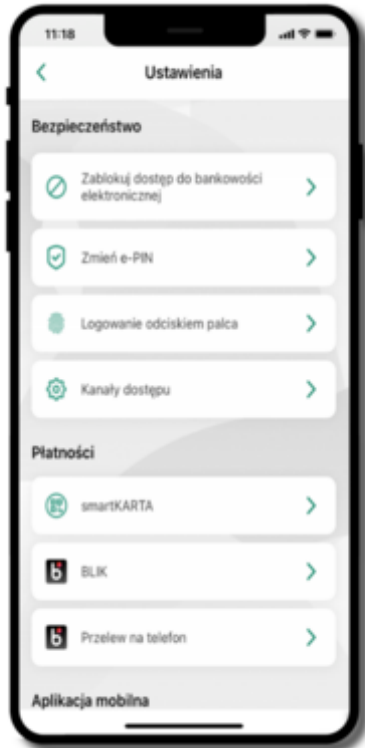 11:18
Ustawienia
Bezpieczeństwo
Zablokuj dostęp do bankowości
elektronicznej
Zmień e-PIN
Logowanie odciskiem palca
Kanały dostępu
Płatności
smartKARTA
BLIK
Przelew na telefon
Aplikacja mobilna